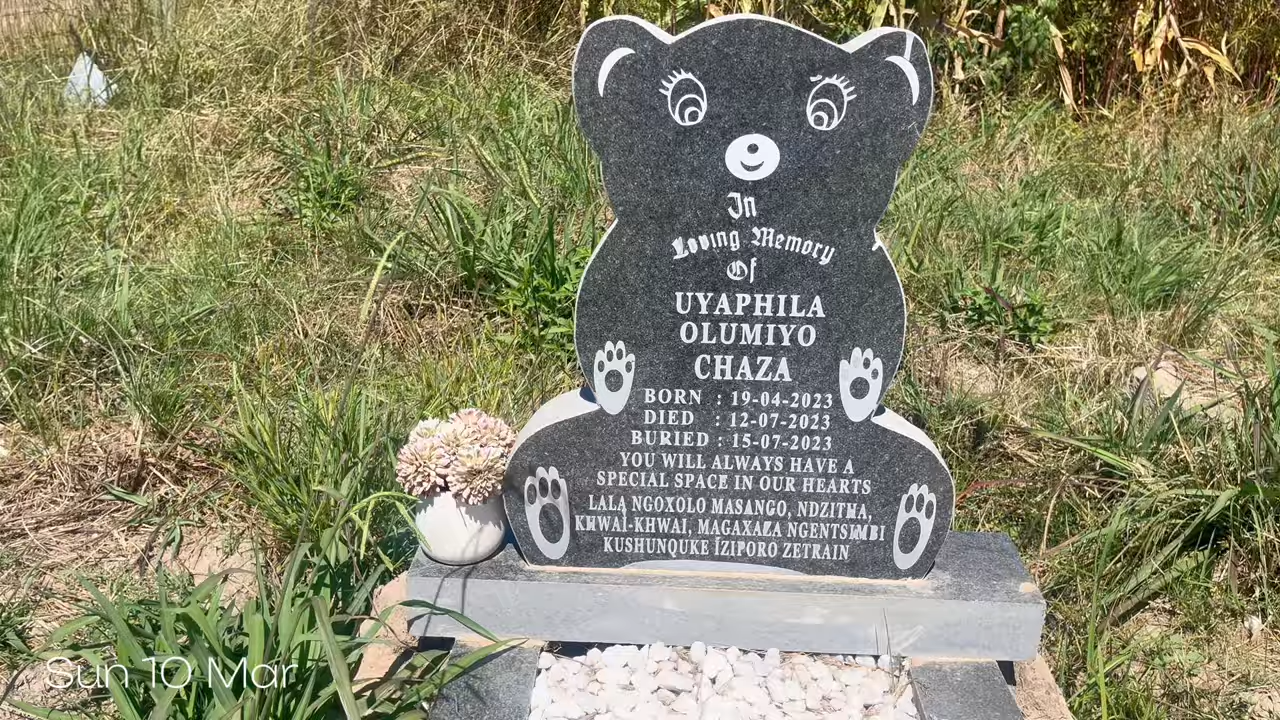 In
Loving Memory
Of
UYAPHILA
OLUMIYO
CHAZA
BORN : 19-04-2023
DIED : 12-07-2023
BURIED : 15-07-2023
YOU WILL ALWAYS HAVE A
SPECIAL SPACE IN OUR HEARTS
LALA NGOXOLO MASANGO, NDZITHA,
KHWAI-KHWAI, MAGAXAZA NGENTSIMBI
KUSHUNQUKE IZIPORO ZETRAIN
Sun 10 Mar